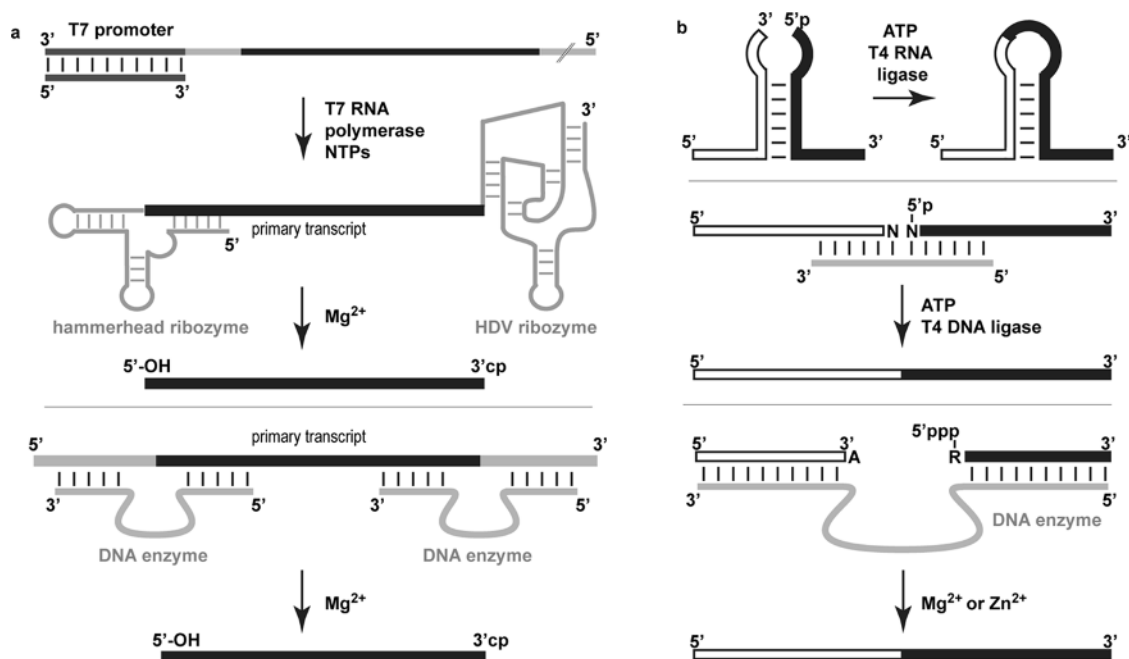 a
T7 promoter
3’
5’
5’
3’
T7 RNA
polymerase
NTPs
3’
primary transcript
5’
hammerhead ribozyme
Mg2+
HDV ribozyme
5’-OH
3’cp
5’
primary transcript
3’
3’
5’
3’
5’
DNA enzyme
DNA enzyme
Mg2+
5’-OH
3’cp
b
3’
5’p
ATP
T4 RNA
ligase
5’
3’
5’
3’
5’
5’p
3’
N
N
3’
5’
ATP
T4 DNA ligase
5’
3’
5’
3’
5’ppp
3’
A
R
3’
5’
DNA enzyme
Mg2+ or Zn2+
5’
3’